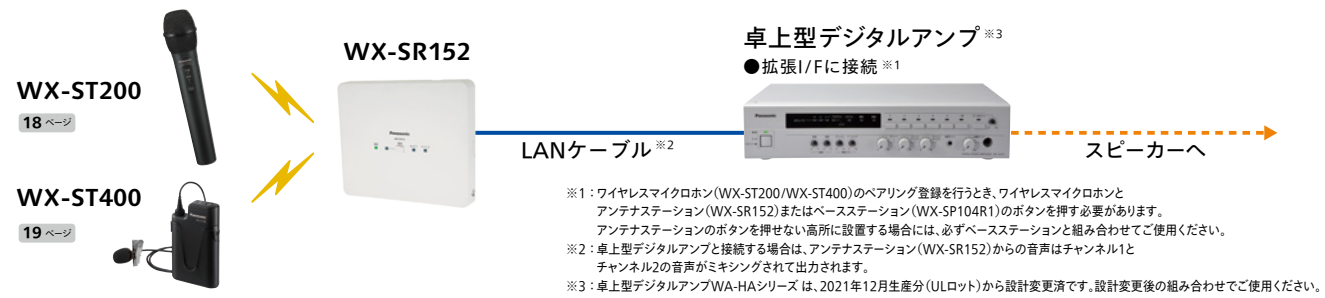 WX-ST200
18 ページ
WX-ST400
19 ページ
WX-SR152
Panasonic
LANケーブル※2
卓上型デジタルアンプ※3
●拡張I/Fに接続※1
Panasonic
スピーカーへ
※1：ワイヤレスマイクロホン（WX-ST200/WX-ST400）のペアリング登録を行うとき、ワイヤレスマイクロホンと
アンテナステーション（WX-SR152）またはベースステーション（WX-SP104R1）のボタンを押す必要があります。
アンテナステーションのボタンを押せない高所に設置する場合には、必ずベースステーションと組み合わせてご使用ください。
※2：卓上型デジタルアンプと接続する場合は、アンテナステーション（WX-SR152）からの音声はチャンネル1と
チャンネル2の音声がミキシングされて出力されます。
※3：卓上型デジタルアンプWA-HAシリーズ は、2021年12月生産分（ULロット）から設計変更済です。設計変更後の組み合わせでご使用ください。